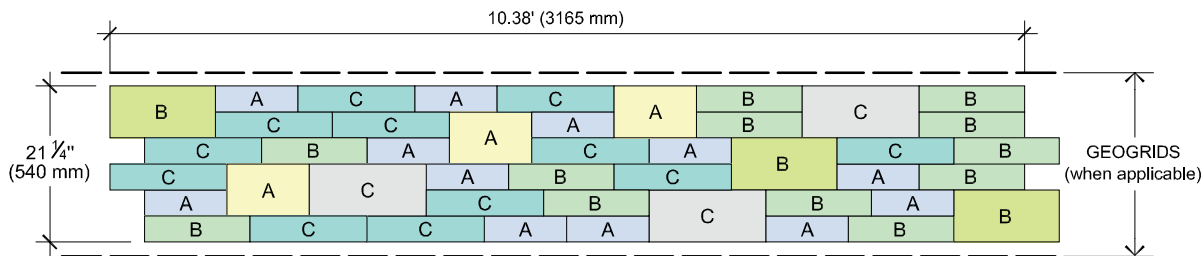 10.38' (3165 mm)
B A C A C A B C B
C C A A B B
21 ¼" (540 mm)
C B A C A B C B
GEOGRIDS (when applicable)
C A C A B C A B
A C B C B A B
B C C A A A B